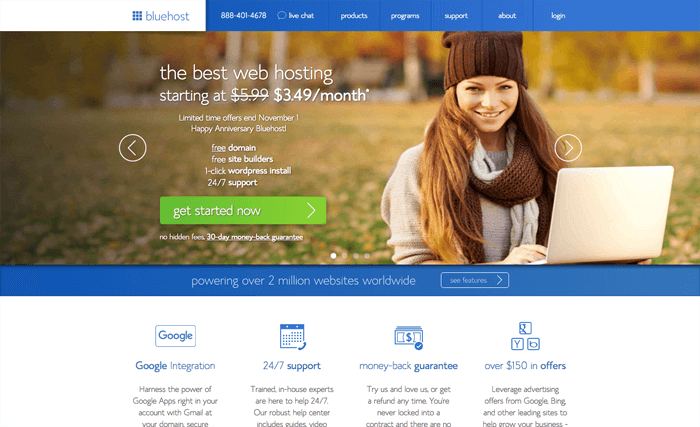 bluehost
888-401-4678 live chat products programs support about login
the best web hosting
starting at $5.99 $3.49/month*
Limited time offers end November 1
Happy Anniversary Bluehost!
free domain
free site builders
1-click wordpress install
24/7 support
get started now
no hidden fees, 30-day money-back guarantee
powering over 2 million websites worldwide
see features
Google
Google Integration
Harness the power of
Google Apps right in your
account with Gmail at
your domain, secure
24/7 support
Trained, in-house experts
are here to help 24/7.
Our robust help center
includes guides, video
$
money-back guarantee
Try us and love us, or get
a refund any time. You're
never locked into a
contract and there are no
Y b
over $150 in offers
Leverage advertising
offers from Google, Bing,
and other leading sites to
help grow your business -